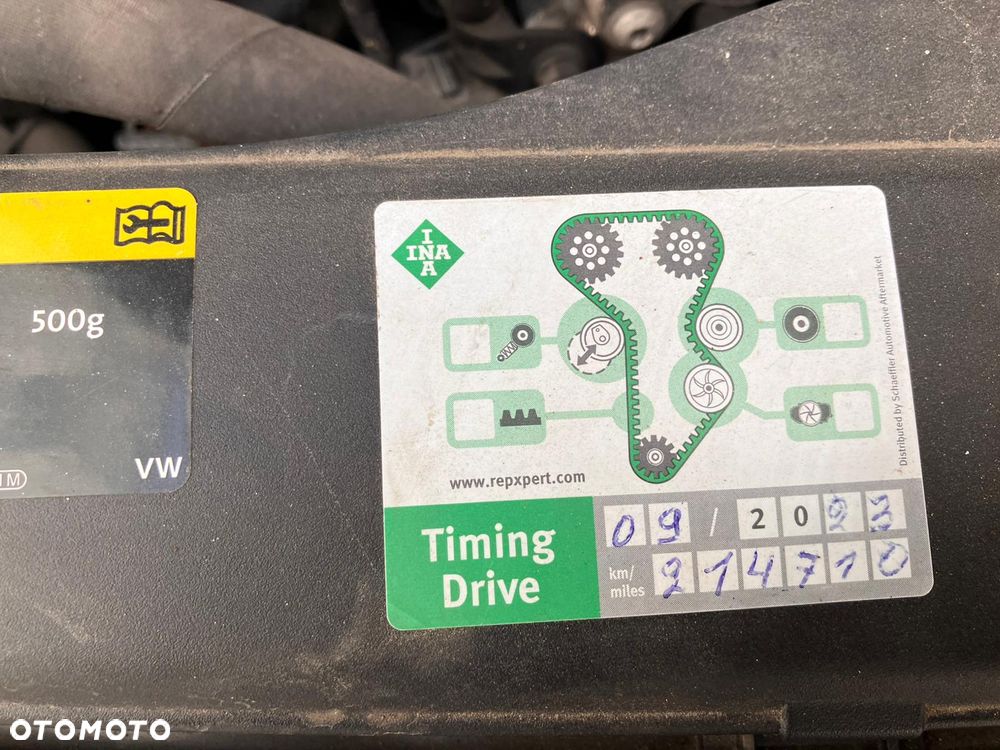 500g
VW
INA
INA
www.repxpert.com
Distributed by Schaeffler Automotive Aftermarket
Timing
Drive
09 / 2023
km/
miles
214710
OTOMOTO